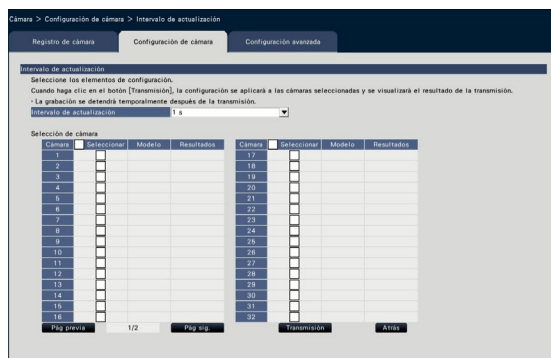 Cámara > Configuración de cámara > Intervalo de actualización
Registro de cámara Configuración de cámara Configuración avanzada
Intervalo de actualización
Seleccione los elementos de configuración.
Cuando haga clic en el botón [Transmisión], la configuración se aplicará a las cámaras seleccionadas y se visualizará el resultado de la transmisión.
・La grabación se detendrá temporalmente después de la transmisión.
Intervalo de actualización 1 s
Selección de cámara
Cámara Seleccionar Modelo Resultados Cámara Seleccionar Modelo Resultados
1 17
2 18
3 19
4 20
5 21
6 22
7 23
8 24
9 25
10 26
11 27
12 28
13 29
14 30
15 31
16 32
Pág previa 1/2 Pág sig. Transmisión Atrás